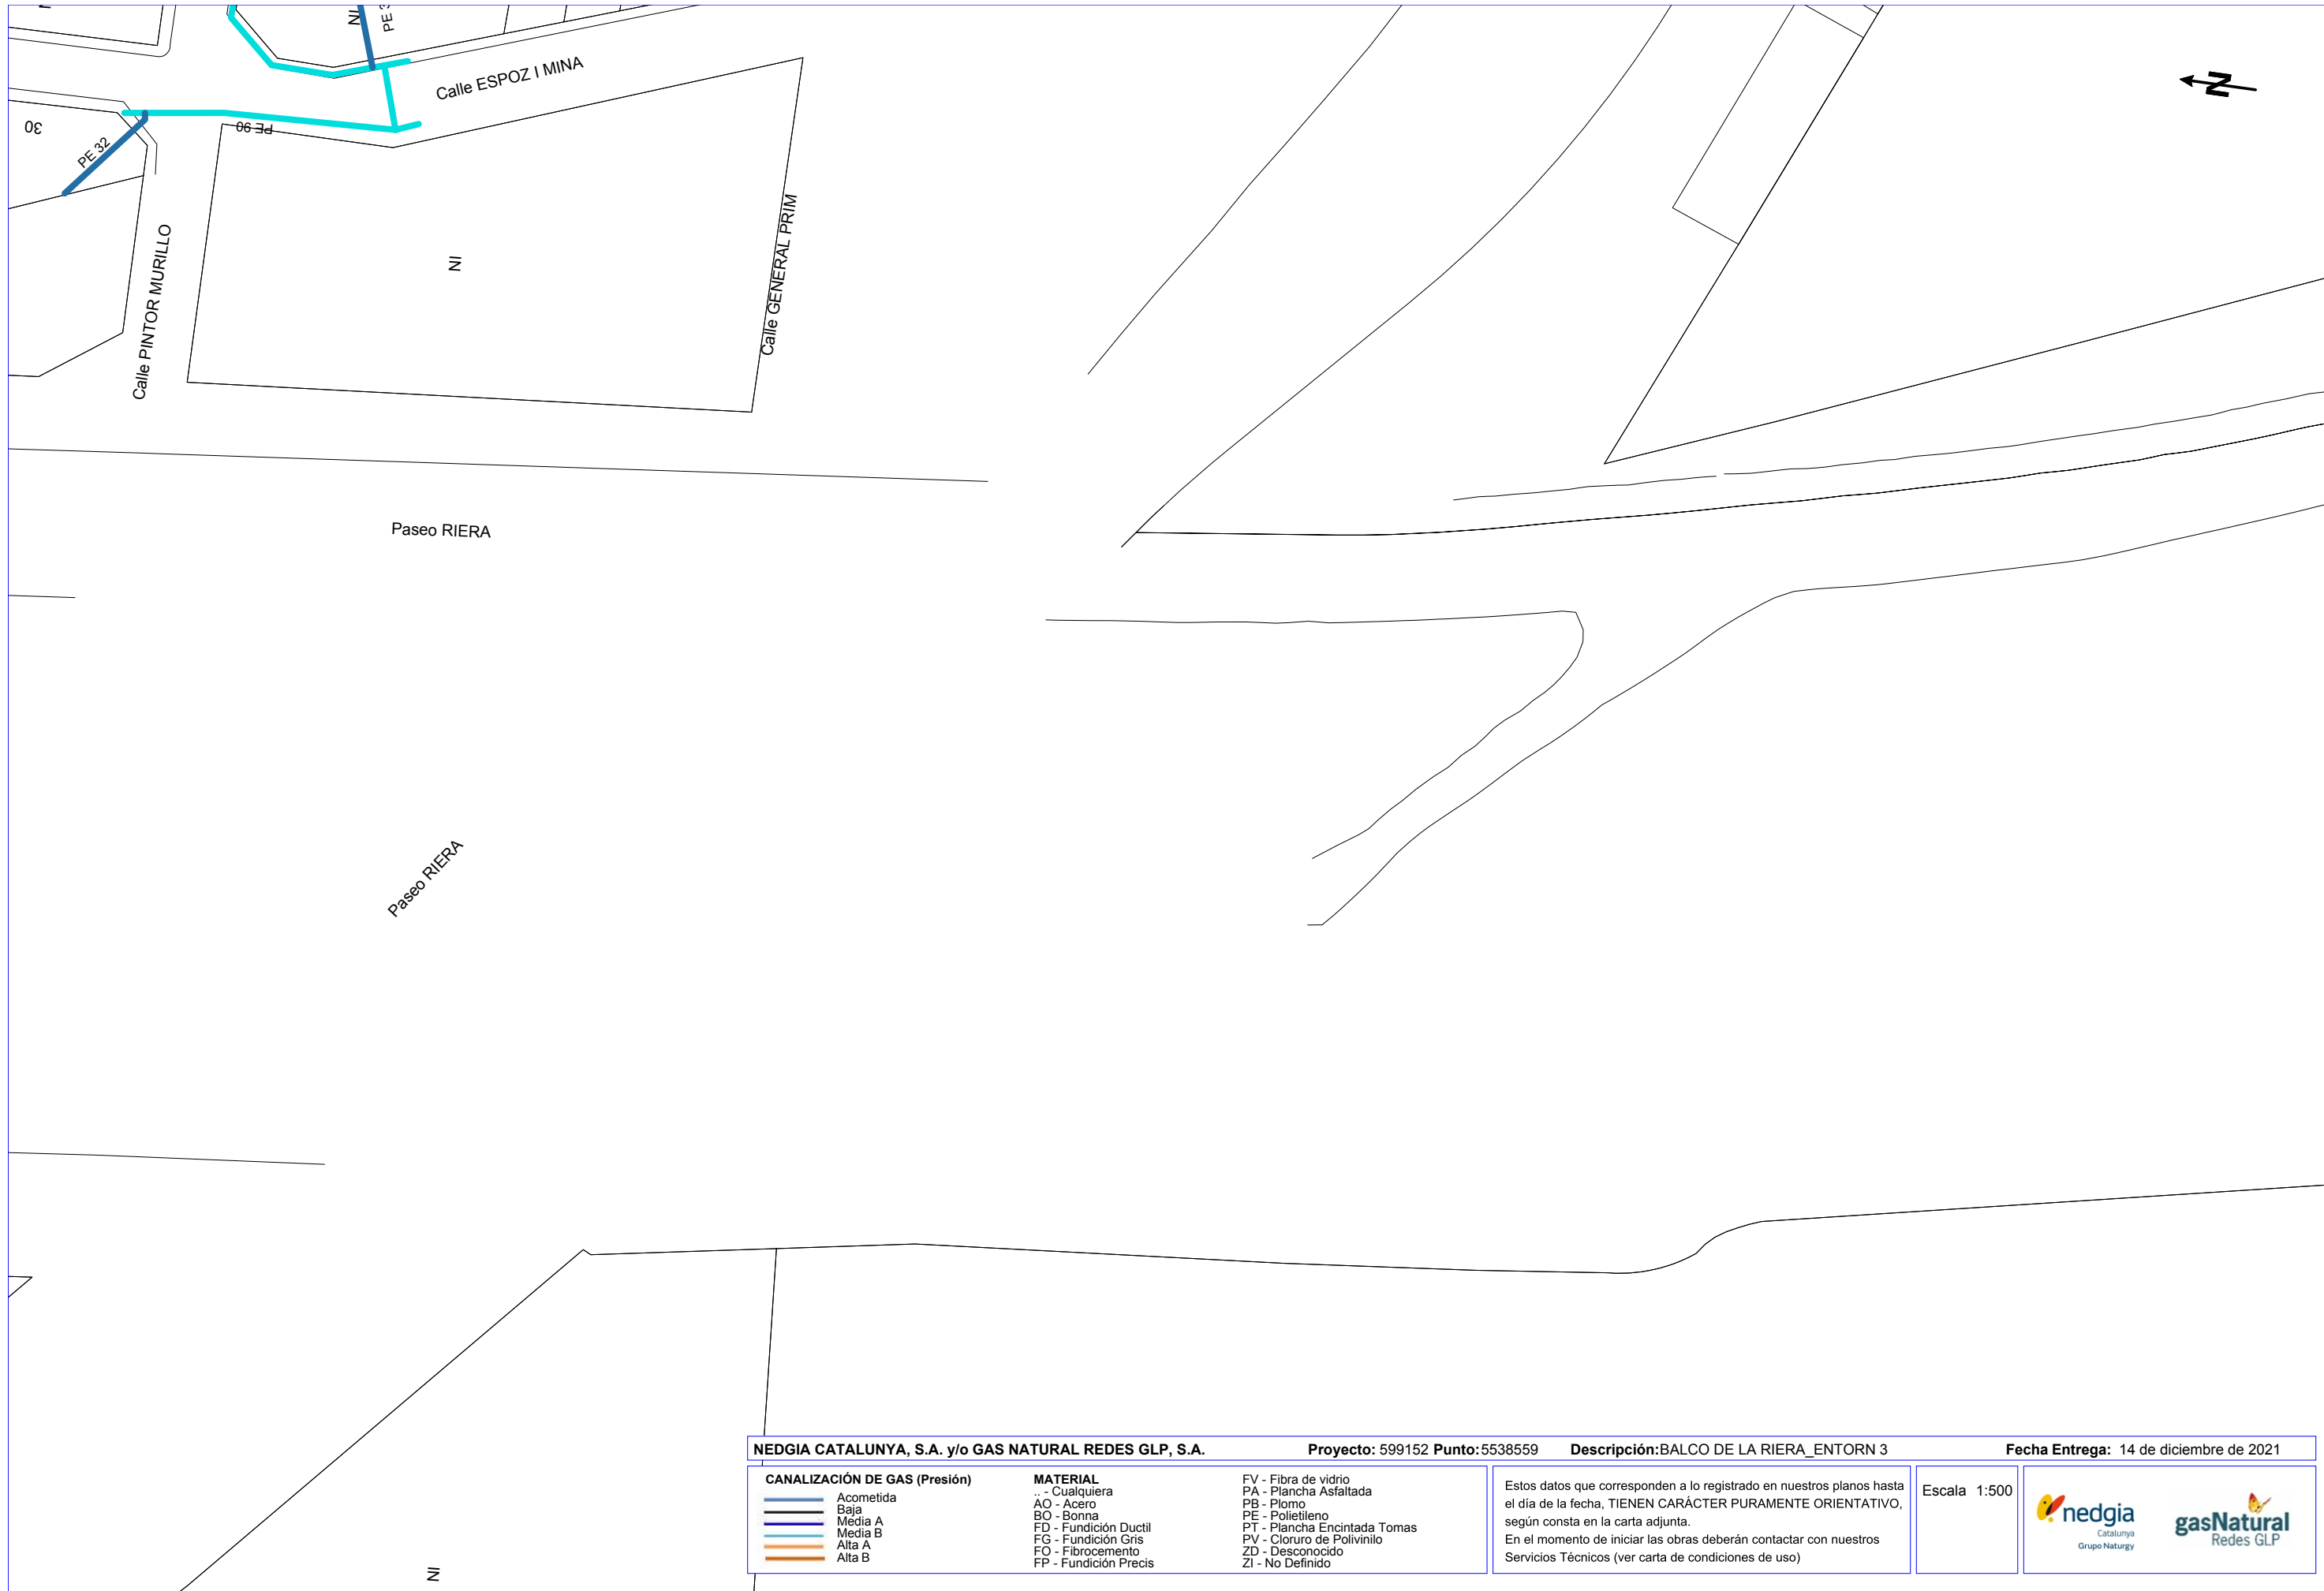 NI
PE 3
Calle ESPOZ I MINA
30
PE 90
PE 32
Calle PINTOR MURILLO
NI
Calle GENERAL PRIM
N
Paseo RIERA
Paseo RIERA
NI
NEDGIA CATALUNYA, S.A. y/o GAS NATURAL REDES GLP, S.A. Proyecto: 599152 Punto:5538559 Descripción:BALCO DE LA RIERA_ENTORN 3 Fecha Entrega: 14 de diciembre de 2021
CANALIZACIÓN DE GAS (Presión)
Acometida
Baja
Media A
Media B
Alta A
Alta B
MATERIAL
.. - Cualquiera
AO - Acero
BO - Bonna
FD - Fundición Ductil
FG - Fundición Gris
FO - Fibrocemento
FP - Fundición Precis
FV - Fibra de vidrio
PA - Plancha Asfaltada
PB - Plomo
PE - Polietileno
PT - Plancha Encintada Tomas
PV - Cloruro de Polivinilo
ZD - Desconocido
ZI - No Definido
Estos datos que corresponden a lo registrado en nuestros planos hasta
el día de la fecha, TIENEN CARÁCTER PURAMENTE ORIENTATIVO,
según consta en la carta adjunta.
En el momento de iniciar las obras deberán contactar con nuestros
Servicios Técnicos (ver carta de condiciones de uso)
Escala 1:500
nedgia
Catalunya
Grupo Naturgy
gasNatural
Redes GLP